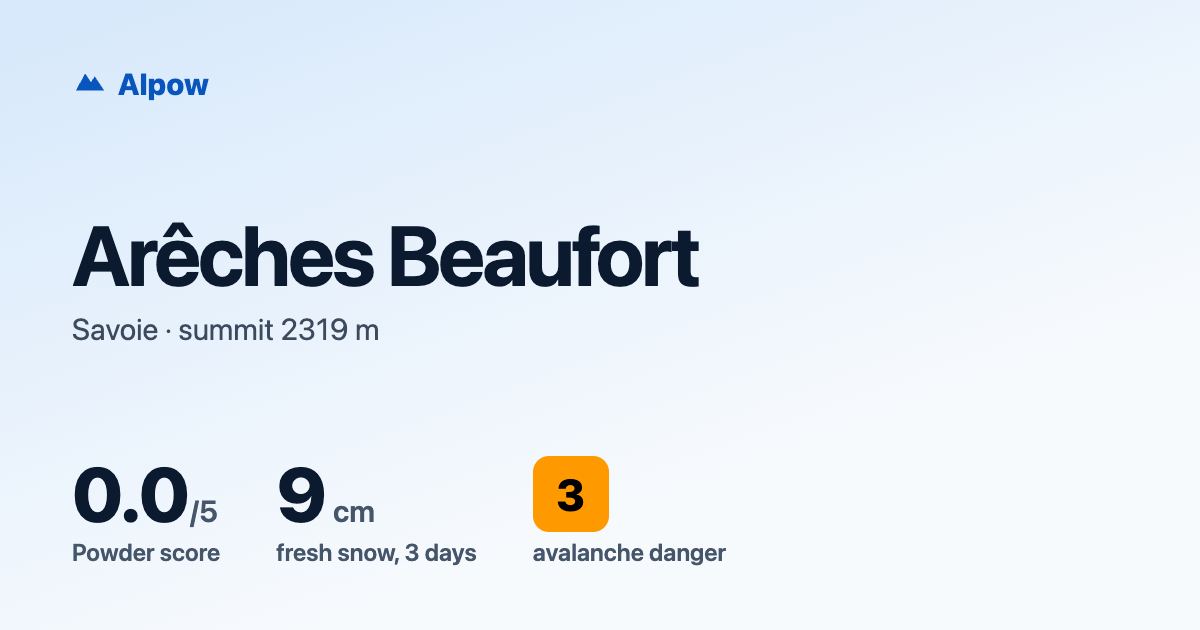 Alpow
Arêches Beaufort
Savoie · summit 2319 m
0.0/5
Powder score
9 cm
fresh snow, 3 days
3
avalanche danger